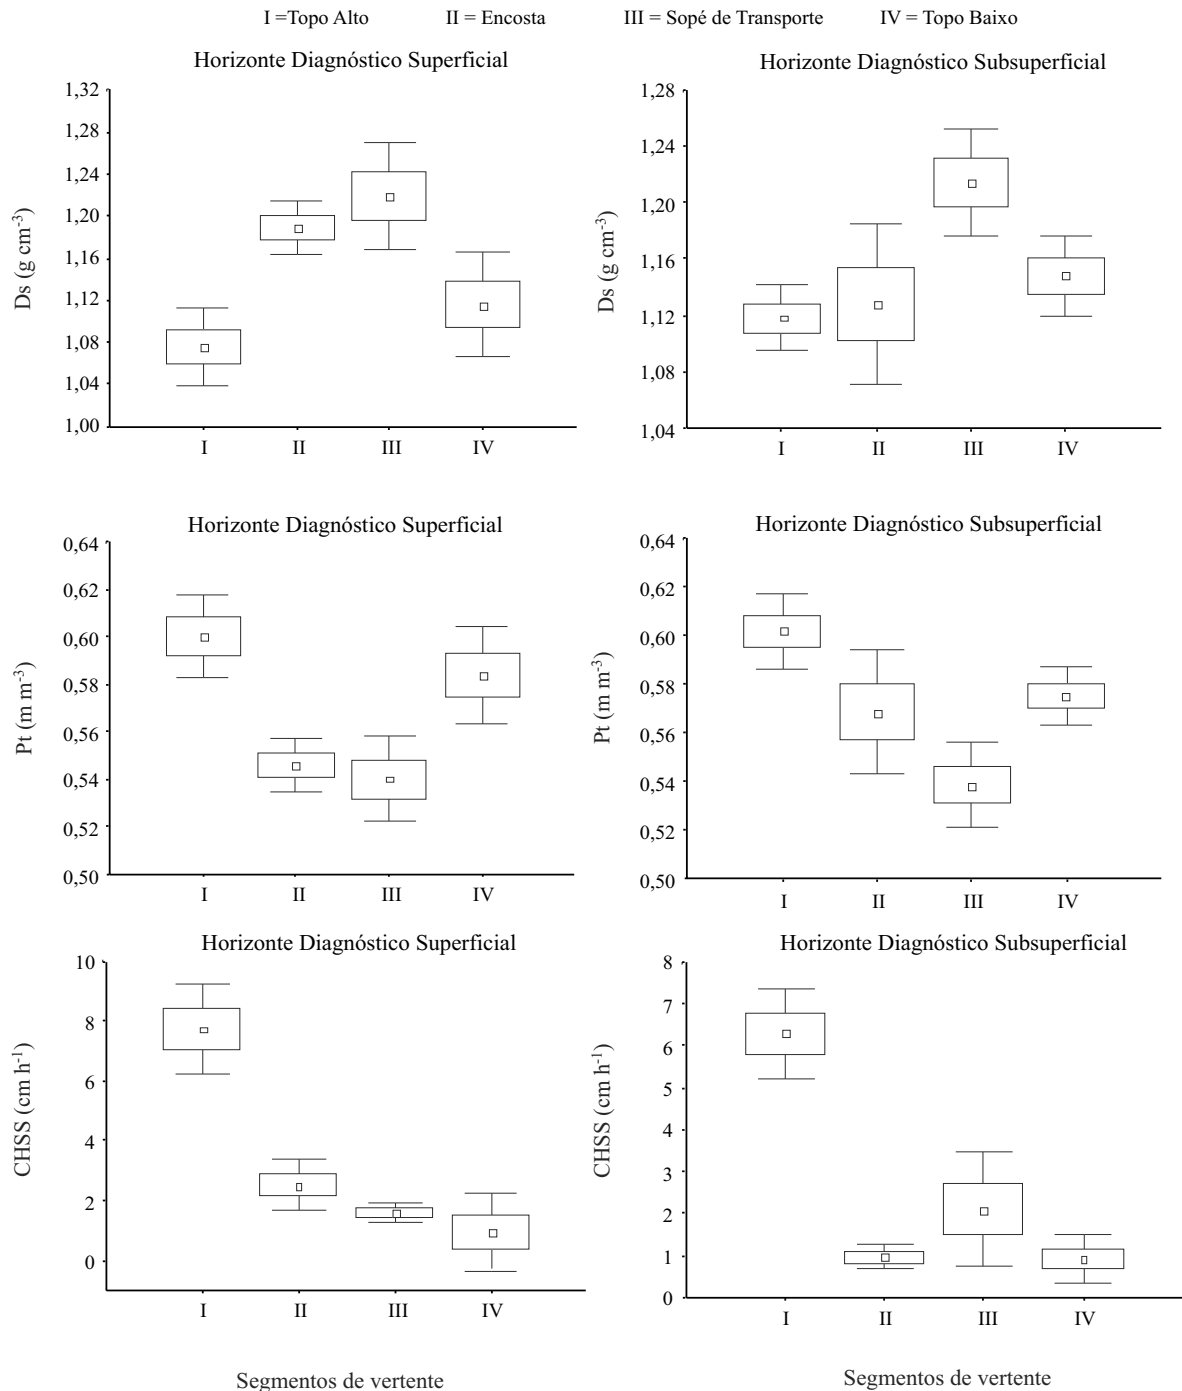 I =Topo Alto II = Encosta III = Sopé de Transporte IV = Topo Baixo
Horizonte Diagnóstico Superficial
Ds (g cm-3)
1,32
1,28
1,24
1,20
1,16
1,12
1,08
1,04
1,00
I II III IV
Horizonte Diagnóstico Subsuperficial
Ds (g cm-3)
1,28
1,24
1,20
1,16
1,12
1,08
1,04
I II III IV
Horizonte Diagnóstico Superficial
Pt (m m-3)
0,64
0,62
0,60
0,58
0,56
0,54
0,52
0,50
I II III IV
Horizonte Diagnóstico Subsuperficial
Pt (m m-3)
0,64
0,62
0,60
0,58
0,56
0,54
0,52
0,50
I II III IV
Horizonte Diagnóstico Superficial
CHSS (cm h-1)
10
8
6
4
2
0
I II III IV
Segmentos de vertente
Horizonte Diagnóstico Subsuperficial
CHSS (cm h-1)
8
7
6
5
4
3
2
1
0
I II III IV
Segmentos de vertente